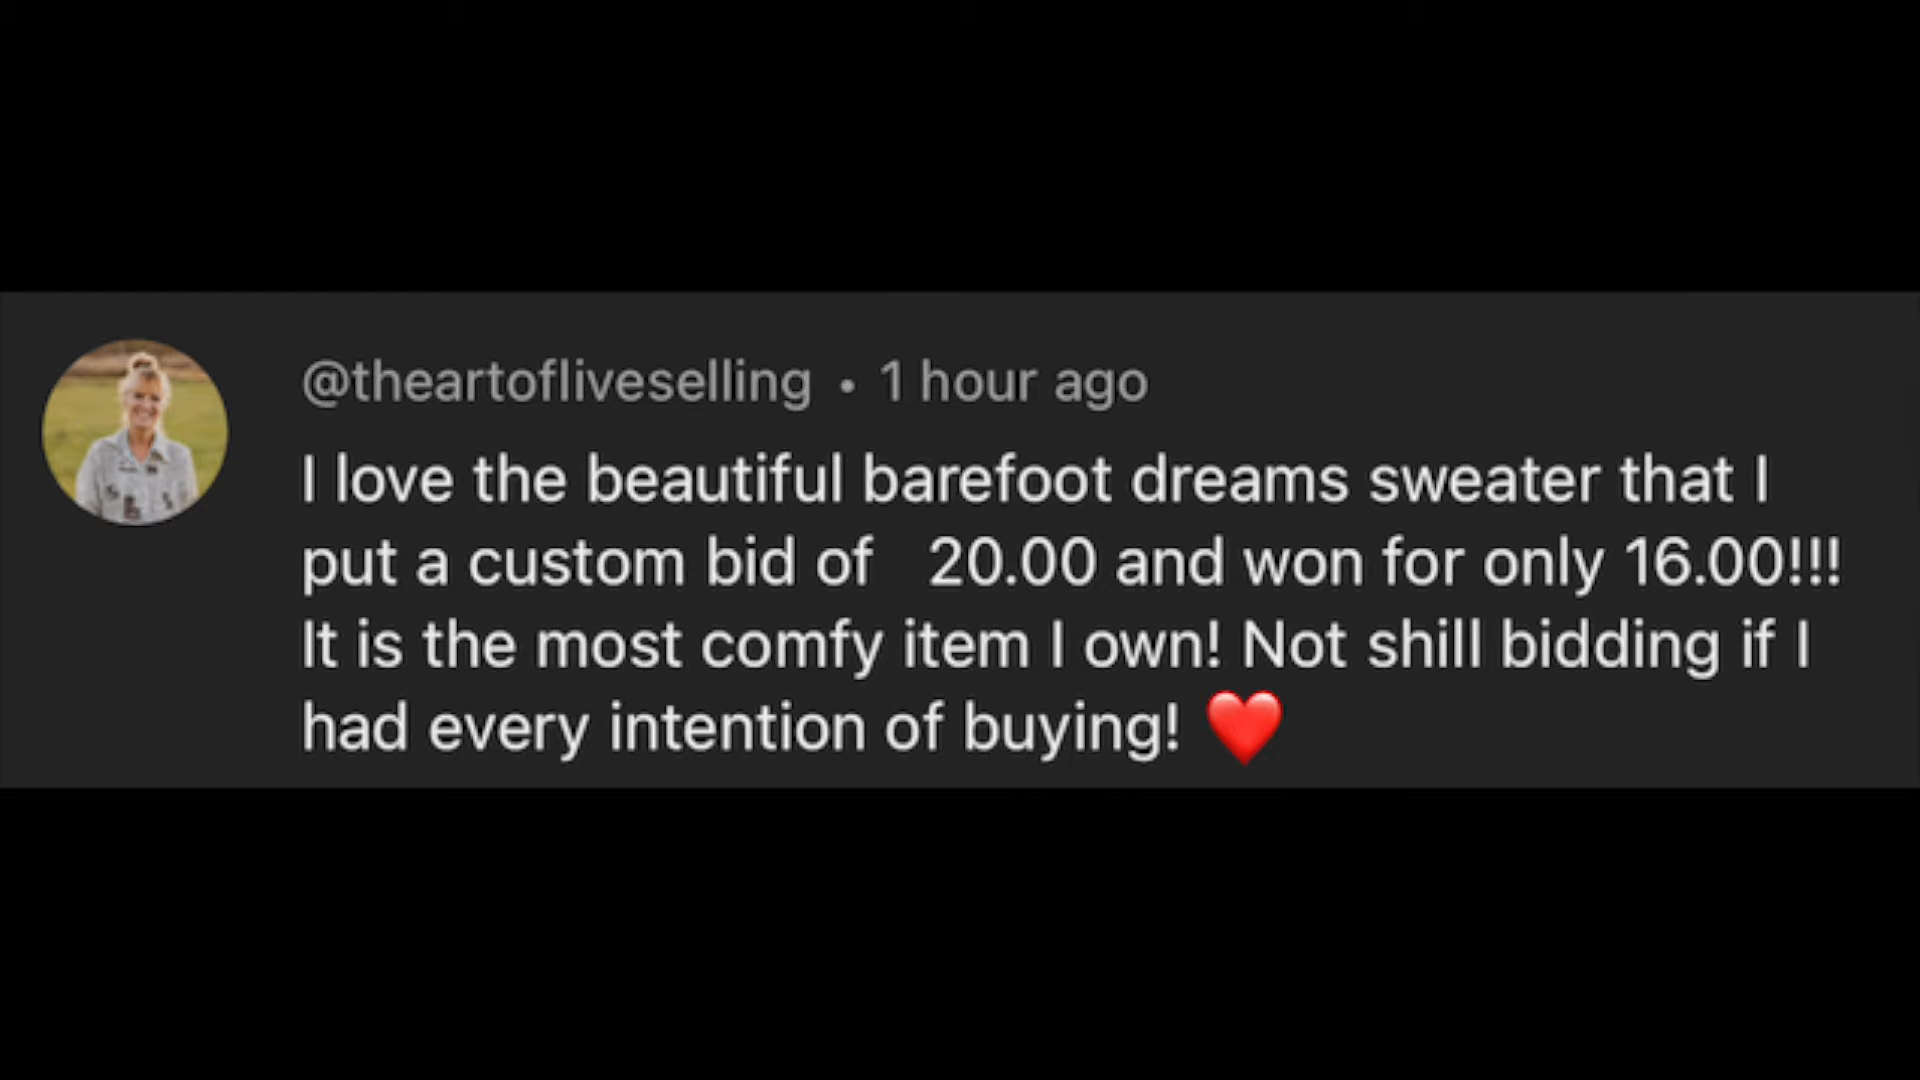 @theartofliveselling • 1 hour ago
I love the beautiful barefoot dreams sweater that I
put a custom bid of   20.00 and won for only 16.00!!!
It is the most comfy item I own! Not shill bidding if I
had every intention of buying! ❤️